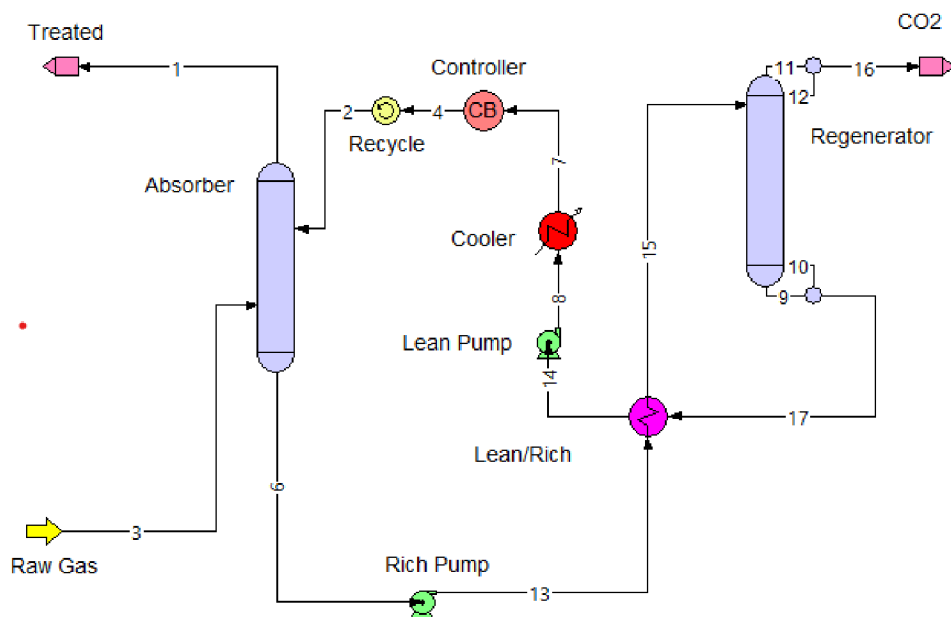 Treated
CO2
1
Controller
11
16
12
2
4
CB
Recycle
Regenerator
7
Absorber
Cooler
15
10
8
9
Lean Pump
14
17
Lean/Rich
6
3
Raw Gas
Rich Pump
13